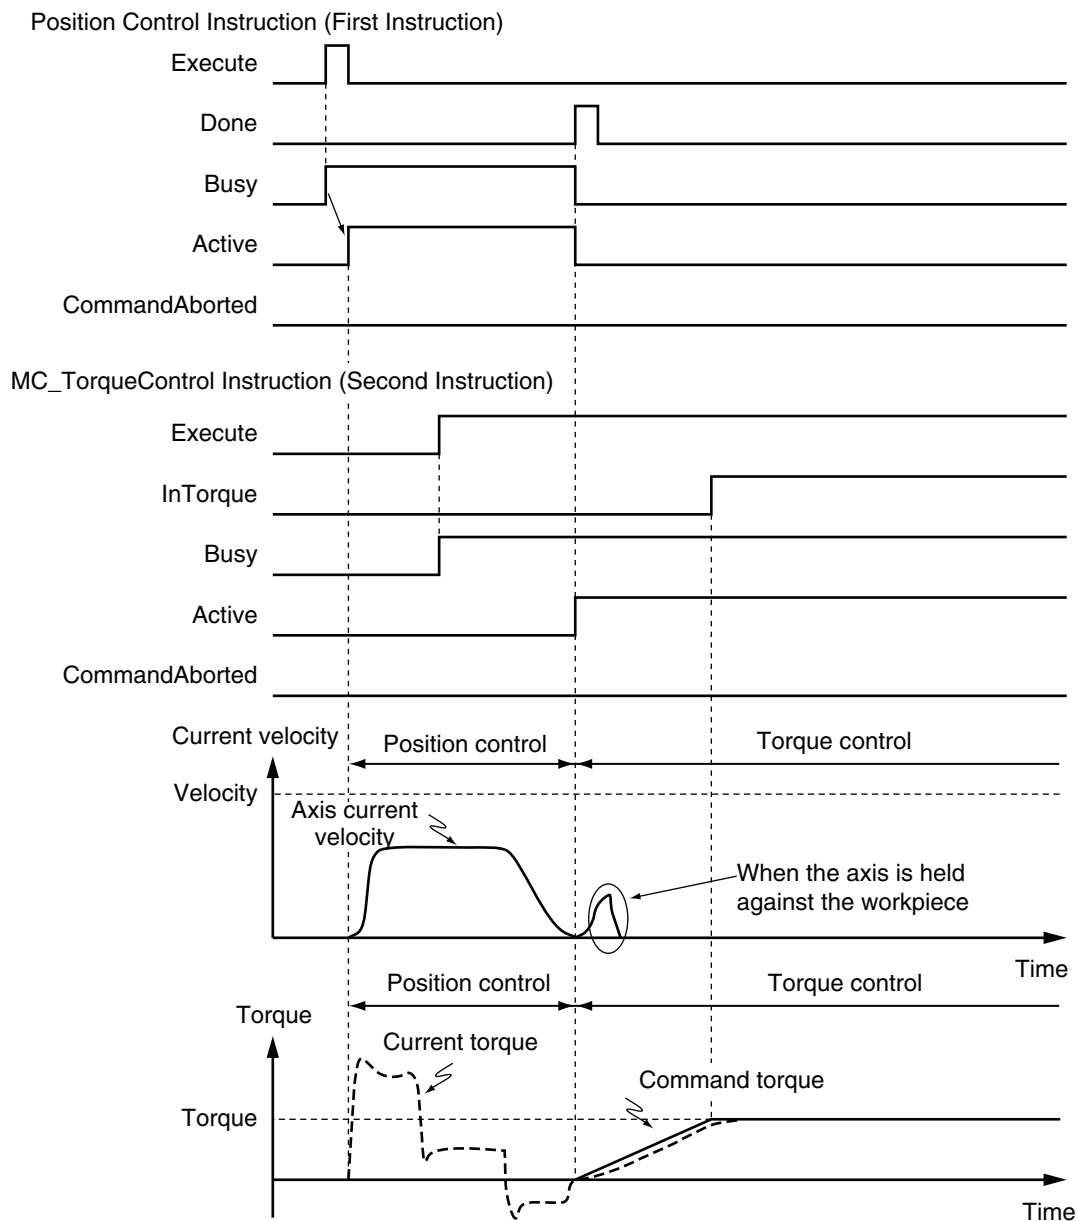 Position Control Instruction (First Instruction)
Execute
Done
Busy
Active
CommandAborted
MC_TorqueControl Instruction (Second Instruction)
Execute
InTorque
Busy
Active
CommandAborted
Current velocity
Position control
Torque control
Velocity
Axis current
velocity
When the axis is held
against the workpiece
Time
Position control
Torque control
Torque
Current torque
Command torque
Torque
Time